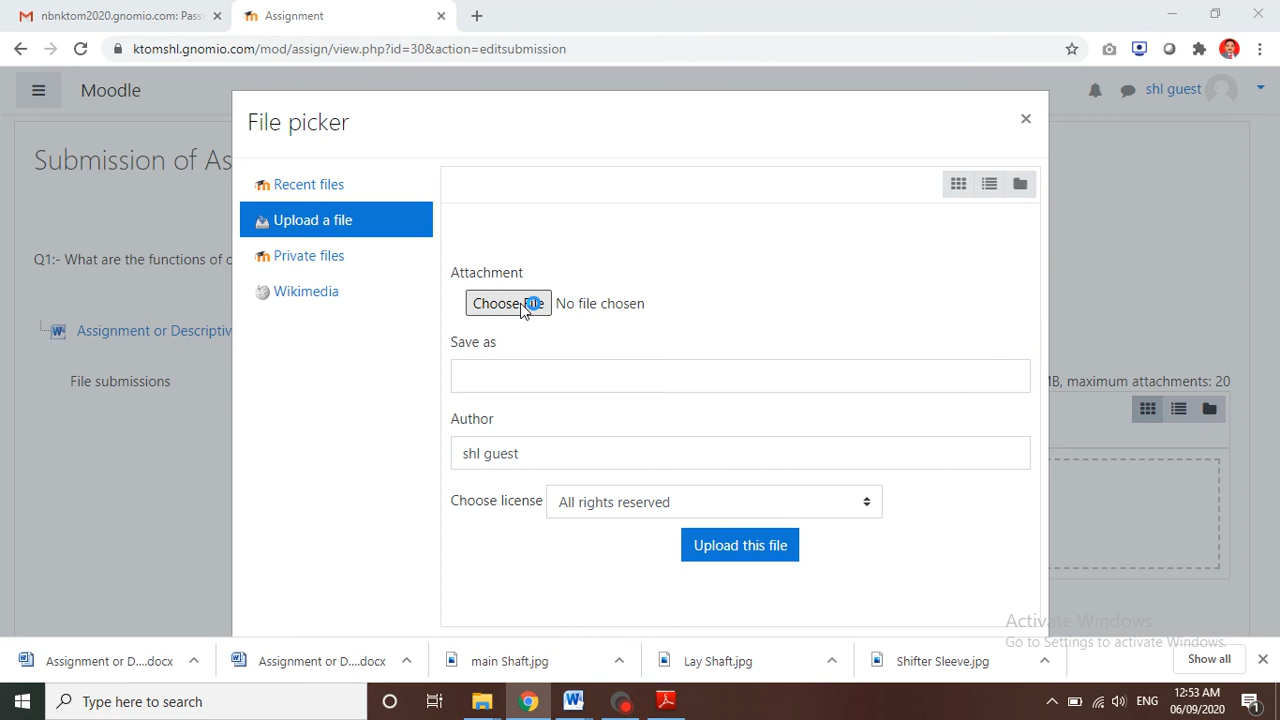 nbnktom2020.gnomio.com: Pass
Assignment
ktomshl.gnomio.com/mod/assign/view.php?id=30&action=editsubmission
Moodle
shl guest
File picker
Submission of As
Recent files
Upload a file
Private files
Wikimedia
Q1:- What are the functions of c
Assignment or Descriptiv
File submissions
Attachment
Choose File No file chosen
Save as
Author
shl guest
Choose license All rights reserved
Upload this file
MB, maximum attachments: 20
Activate Windows
Go to Settings to activate Windows.
Assignment or D....docx
Assignment or D....docx
main Shaft.jpg
Lay Shaft.jpg
Shifter Sleeve.jpg
Show all
Type here to search
ENG
12:53 AM
06/09/2020
1